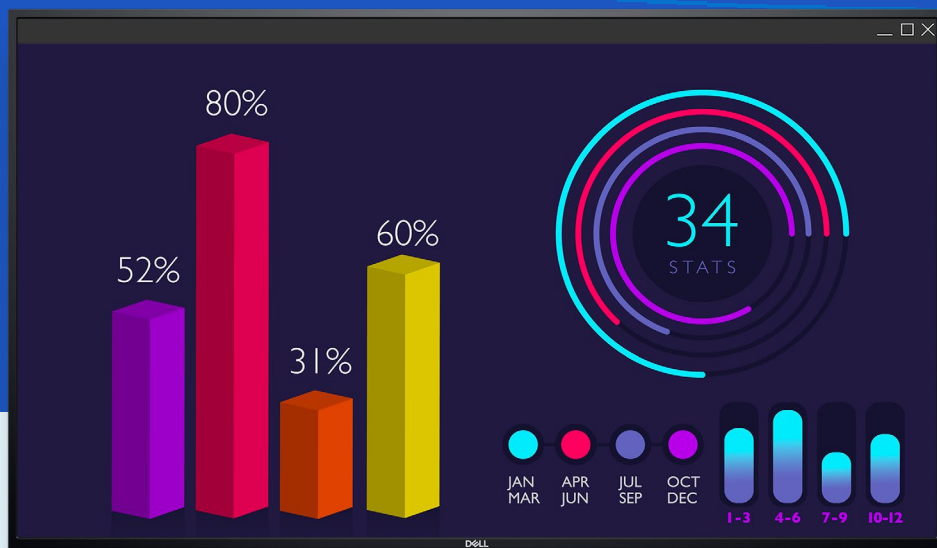 80%
60%
52%
31%
34
STATS
JAN
MAR
APR
JUN
JUL
SEP
OCT
DEC
1-3
4-6
7-9
10-12
DELL